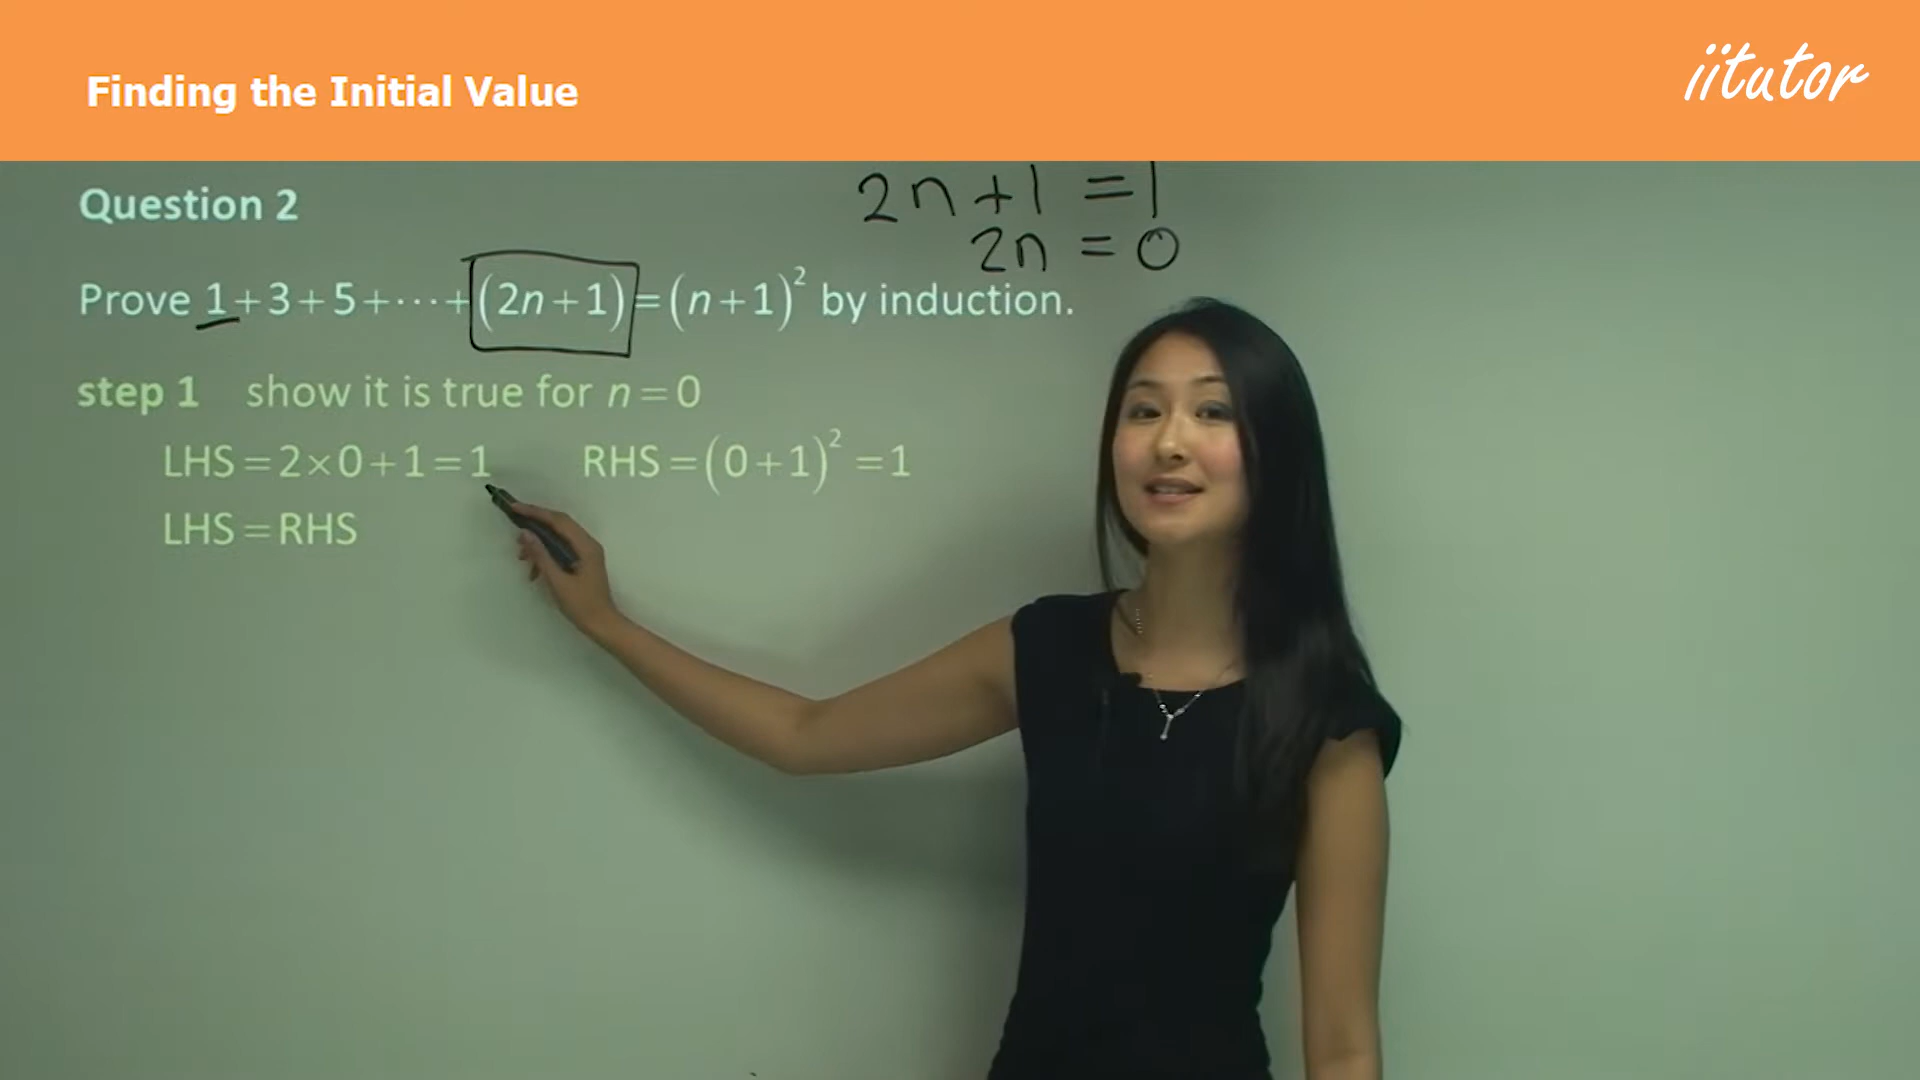 Finding the Initial Value
iitutor
Question 2
2n+1 =1
2n = 0
Prove 1+3+5+⋯+(2n+1)=(n+1)² by induction.
step 1 show it is true for n=0
LHS=2×0+1=1 RHS=(0+1)²=1
LHS=RHS